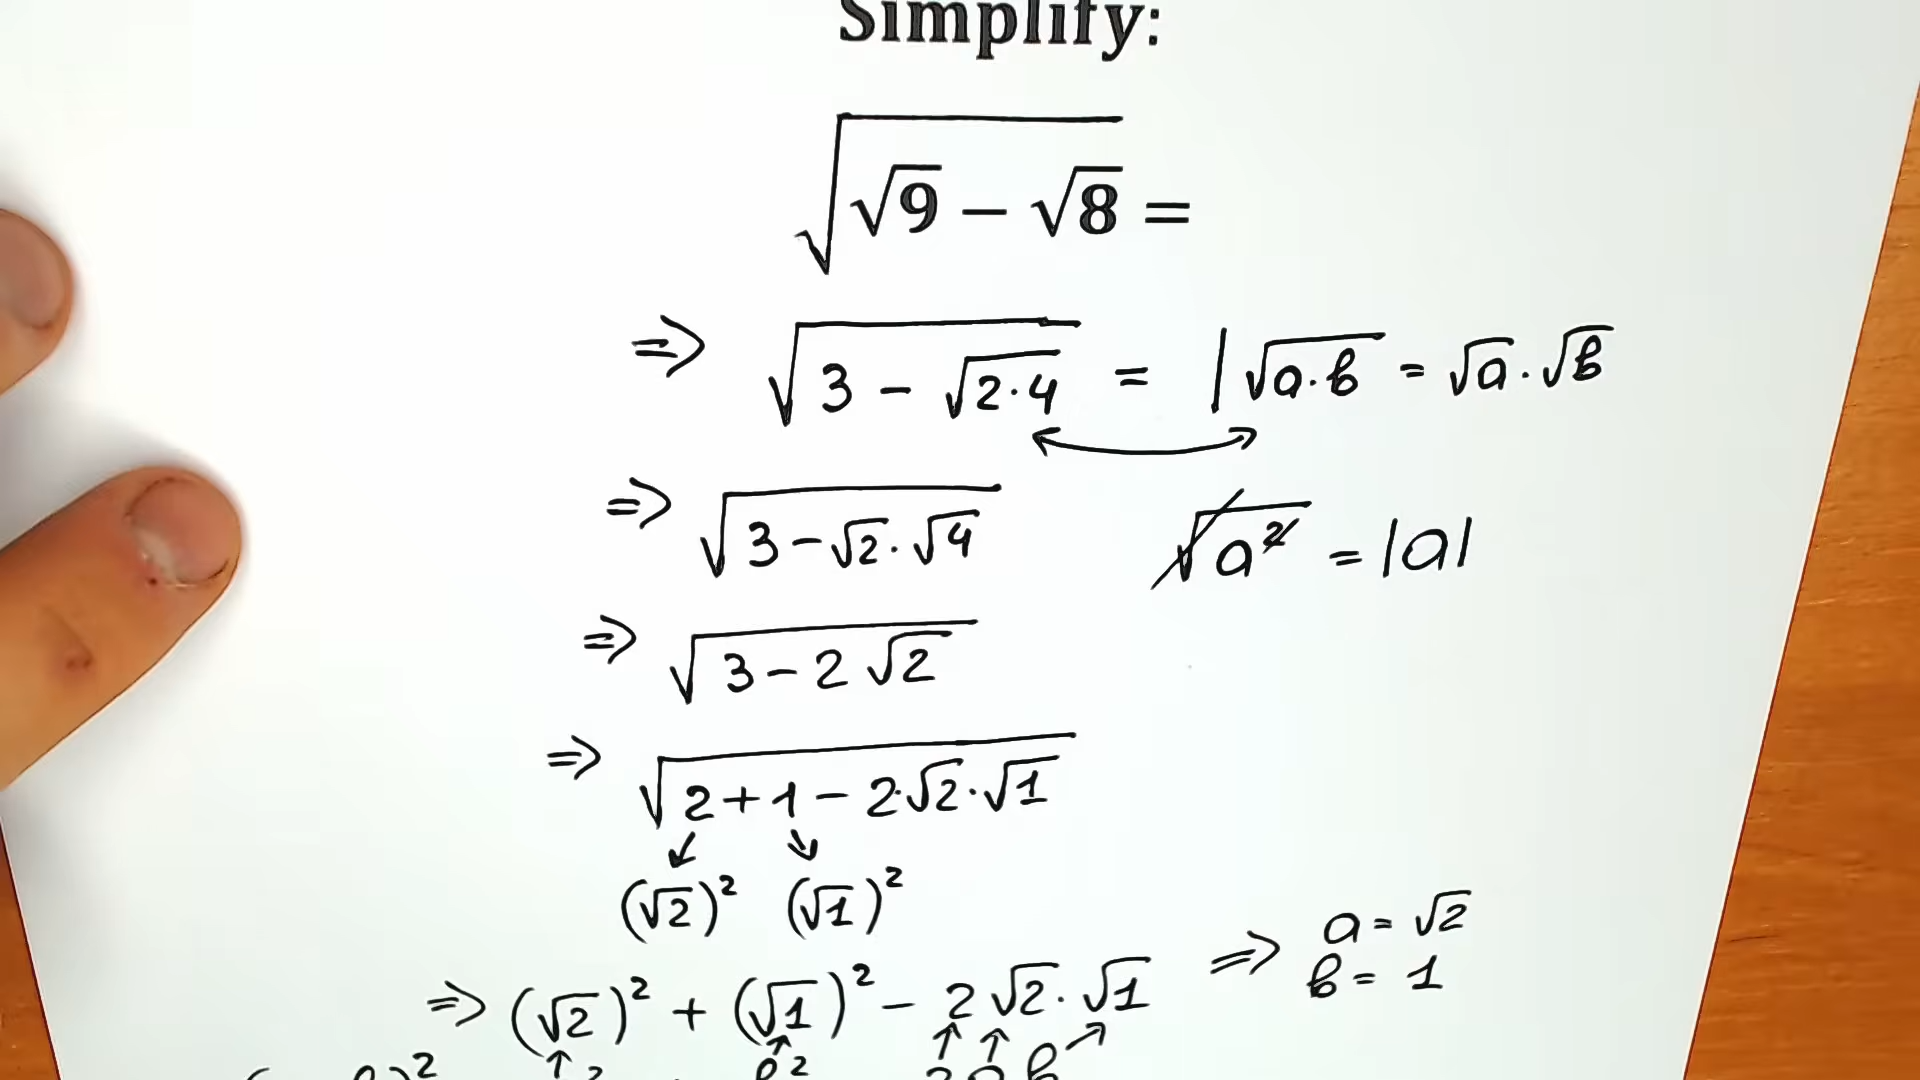 Simplify:
√(√9 − √8) =
⇒ √(3 − √(2·4)) = | √(a·b) = √a · √b
⇒ √(3 − √2 · √4) √(a²) = |a|
⇒ √(3 − 2√2)
⇒ √(2 + 1 − 2·√2·√1)
(√2)² (√1)²
⇒ (√2)² + (√1)² − 2√2·√1 ⇒ a = √2
b = 1